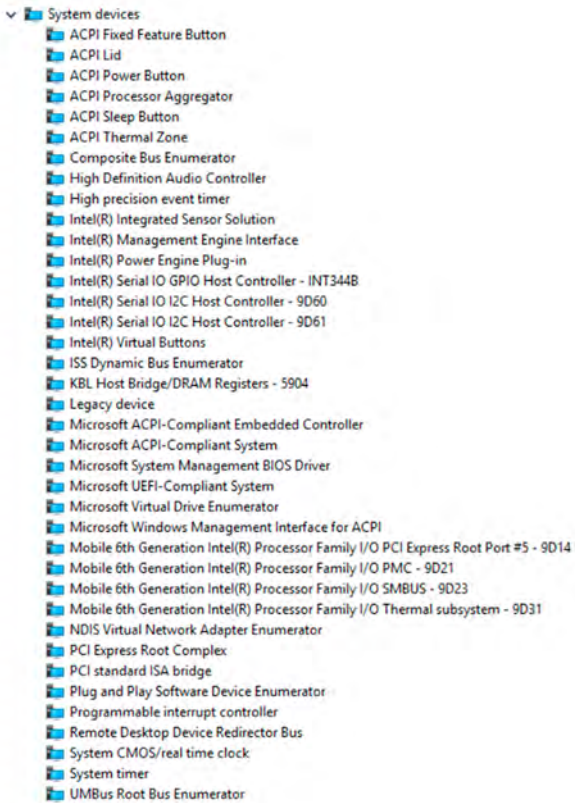 System devices
ACPI Fixed Feature Button
ACPI Lid
ACPI Power Button
ACPI Processor Aggregator
ACPI Sleep Button
ACPI Thermal Zone
Composite Bus Enumerator
High Definition Audio Controller
High precision event timer
Intel(R) Integrated Sensor Solution
Intel(R) Management Engine Interface
Intel(R) Power Engine Plug-in
Intel(R) Serial IO GPIO Host Controller - INT344B
Intel(R) Serial IO I2C Host Controller - 9D60
Intel(R) Serial IO I2C Host Controller - 9D61
Intel(R) Virtual Buttons
ISS Dynamic Bus Enumerator
KBL Host Bridge/DRAM Registers - 5904
Legacy device
Microsoft ACPI-Compliant Embedded Controller
Microsoft ACPI-Compliant System
Microsoft System Management BIOS Driver
Microsoft UEFI-Compliant System
Microsoft Virtual Drive Enumerator
Microsoft Windows Management Interface for ACPI
Mobile 6th Generation Intel(R) Processor Family I/O PCI Express Root Port #5 - 9D14
Mobile 6th Generation Intel(R) Processor Family I/O PMC - 9D21
Mobile 6th Generation Intel(R) Processor Family I/O SMBUS - 9D23
Mobile 6th Generation Intel(R) Processor Family I/O Thermal subsystem - 9D31
NDIS Virtual Network Adapter Enumerator
PCI Express Root Complex
PCI standard ISA bridge
Plug and Play Software Device Enumerator
Programmable interrupt controller
Remote Desktop Device Redirector Bus
System CMOS/real time clock
System timer
UMBus Root Bus Enumerator